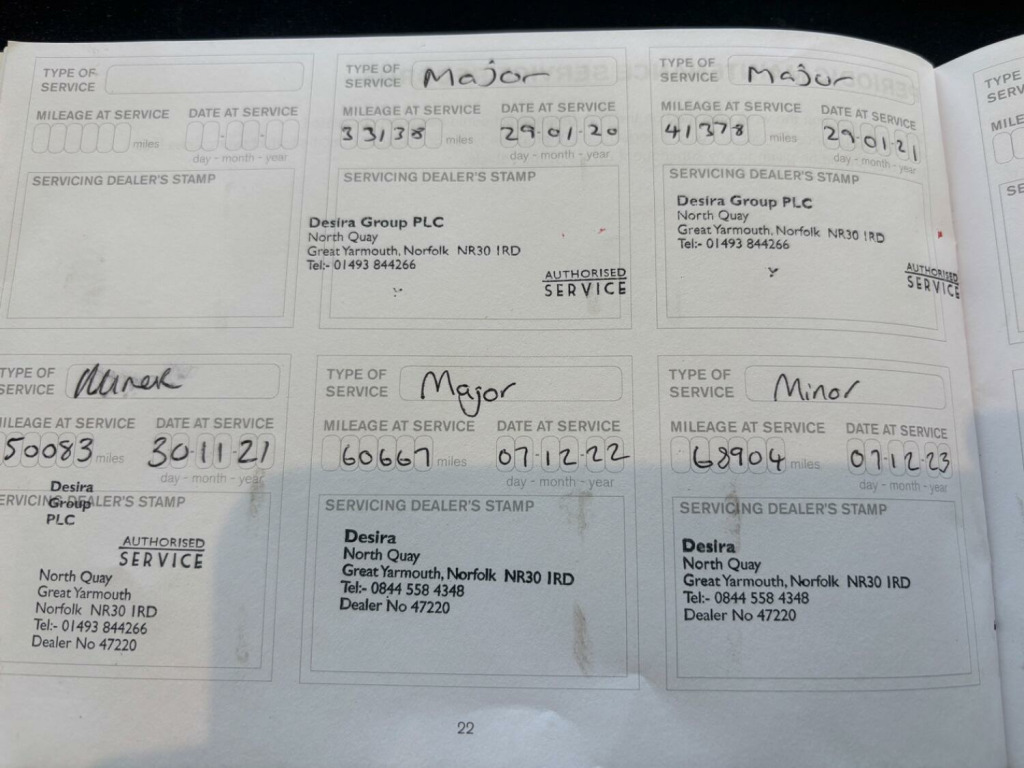 TYPE OF
SERVICE
MILEAGE AT SERVICE DATE AT SERVICE
miles
day - month - year
SERVICING DEALER'S STAMP
TYPE OF
SERVICE Major
MILEAGE AT SERVICE DATE AT SERVICE
33138 miles 29-01-20
day - month - year
SERVICING DEALER'S STAMP
Desira Group PLC
North Quay
Great Yarmouth, Norfolk NR30 1RD
Tel:- 01493 844266
AUTHORISED
SERVICE
TYPE OF
SERVICE Major
MILEAGE AT SERVICE DATE AT SERVICE
41378 miles 29-01-21
day - month - year
SERVICING DEALER'S STAMP
Desira Group PLC
North Quay
Great Yarmouth, Norfolk NR30 1RD
Tel:- 01493 844266
AUTHORISED
SERVICE
TYPE OF
SERVICE
MILEAGE AT SERVICE DATE AT SERVICE
50083 miles 30-11-21
day - month - year
SERVICING DEALER'S STAMP
Desira
Group
PLC
AUTHORISED
SERVICE
North Quay
Great Yarmouth
Norfolk NR30 1RD
Tel:- 01493 844266
Dealer No 47220
TYPE OF
SERVICE Major
MILEAGE AT SERVICE DATE AT SERVICE
60667 miles 07-12-22
day - month - year
SERVICING DEALER'S STAMP
Desira
North Quay
Great Yarmouth, Norfolk NR30 1RD
Tel:- 0844 558 4348
Dealer No 47220
TYPE OF
SERVICE Minor
MILEAGE AT SERVICE DATE AT SERVICE
68904 miles 07-12-23
day - month - year
SERVICING DEALER'S STAMP
Desira
North Quay
Great Yarmouth, Norfolk NR30 1RD
Tel:- 0844 558 4348
Dealer No 47220
22